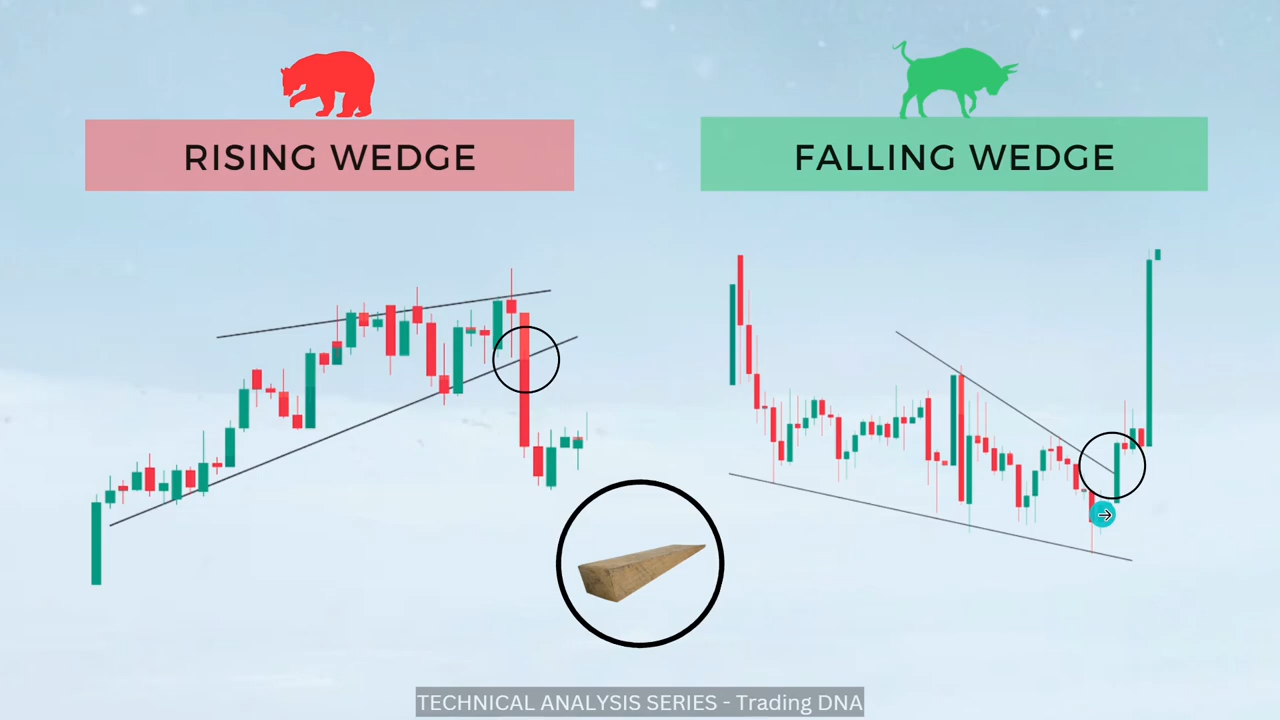 RISING WEDGE
FALLING WEDGE
TECHNICAL ANALYSIS SERIES - Trading DNA